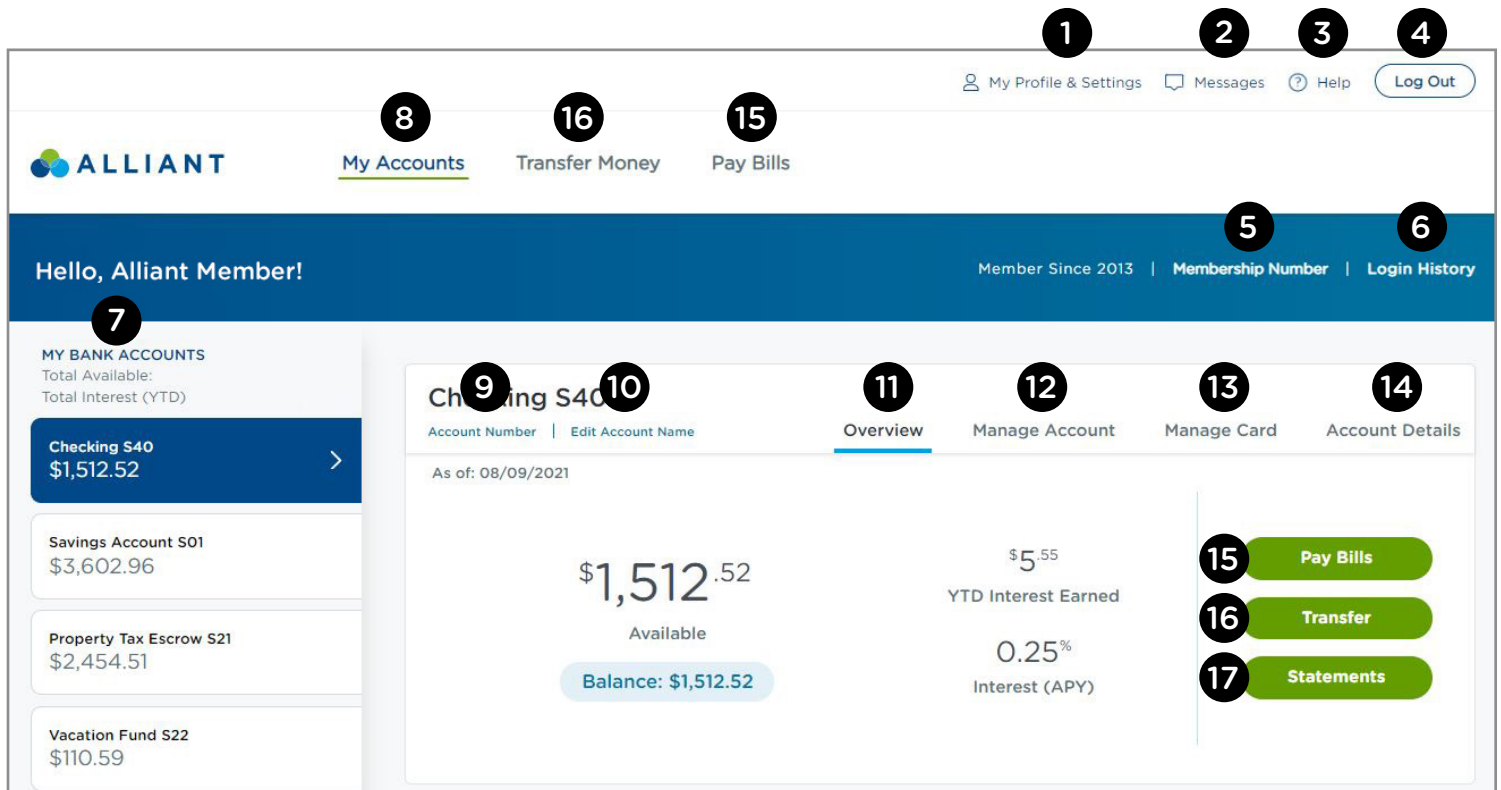 1 2 3 4
My Profile & Settings Messages ? Help Log Out
8 16 15
ALLIANT My Accounts Transfer Money Pay Bills
5 6
Hello, Alliant Member! Member Since 2013 | Membership Number | Login History
7
MY BANK ACCOUNTS
Total Available:
Total Interest (YTD)
Checking S40
$1,512.52
Savings Account S01
$3,602.96
Property Tax Escrow S21
$2,454.51
Vacation Fund S22
$110.59
9 10 11 12 13 14
S40
Account Number | Edit Account Name Overview Manage Account Manage Card Account Details
As of: 08/09/2021
$1,512.52
Available
Balance: $1,512.52
$5.55
YTD Interest Earned
0.25%
Interest (APY)
15 Pay Bills
16 Transfer
17 Statements